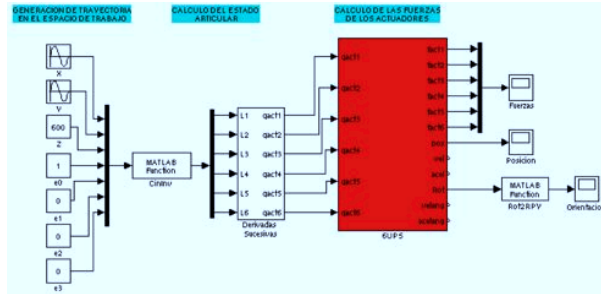 GENERACION DE TRAYECTORIA
EN EL ESPACIO DE TRABAJO
CALCULO DEL ESTADO
ARTICULAR
CALCULO DE LAS FUERZAS
DE LOS ACTUADORES
X
Y
600
Z
1
e0
0
e1
0
e2
0
e3
MATLAB
Function
CinInv
L1
L2
L3
L4
L5
L6
qact1
qact2
qact3
qact4
qact5
qact6
Derivadas
Sucesivas
qact1
qact2
qact3
qact4
qact5
qact6
fact1
fact2
fact3
fact4
fact5
fact6
pos
vel
acel
Rot
velang
acelang
6UPS
Fuerzas
Posicion
MATLAB
Function
Rot2RPY
Orientacio